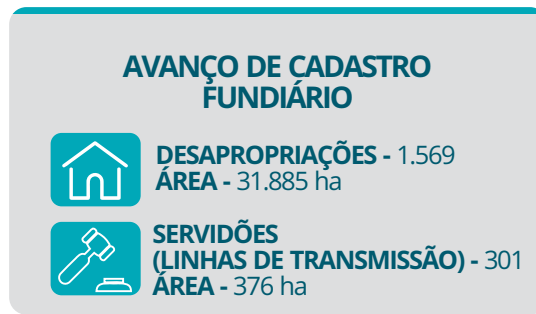 AVANÇO DE CADASTRO
FUNDIÁRIO
DESAPROPRIAÇÕES - 1.569
ÁREA - 31.885 ha
SERVIDÕES
(LINHAS DE TRANSMISSÃO) - 301
ÁREA - 376 ha